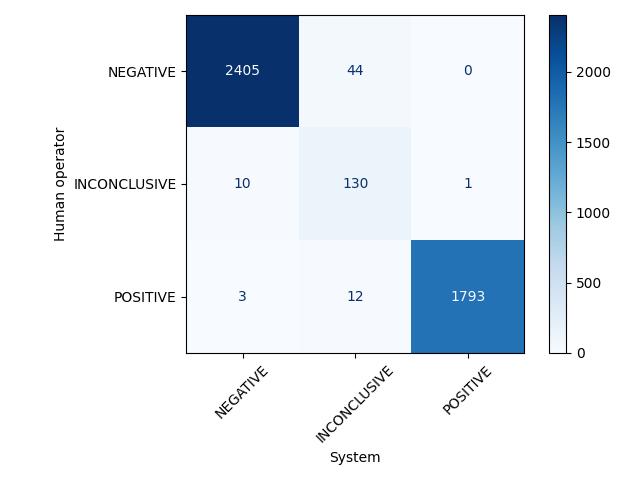 NEGATIVE 2405 44 0
INCONCLUSIVE 10 130 1
POSITIVE 3 12 1793
Human operator
NEGATIVE INCONCLUSIVE POSITIVE
System
2000
1500
1000
500
0